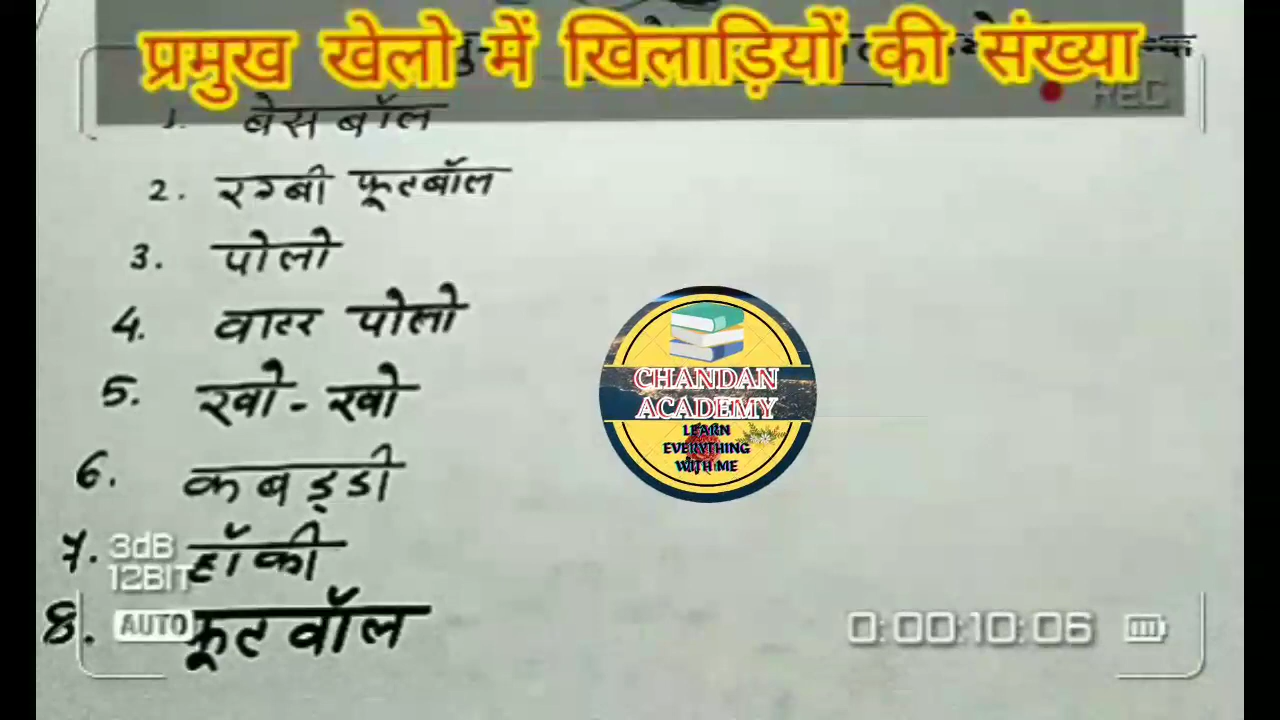 प्रमुख खेलो में खिलाड़ियों की संख्या
REC
1. बेसबॉल
2. रग्बी फूटबॉल
3. पोलो
4. वाटर पोलो
5. खो - खो
6. कबड्डी
7. हॉकी
8. फूटवॉल
CHANDAN
ACADEMY
LEARN
EVERYTHING
WITH ME
3dB
12BIT
AUTO
0:00:10:06